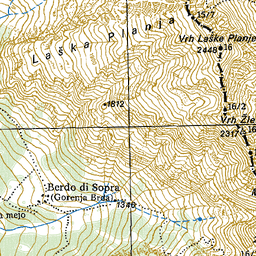 15/7
Laška Planja
Vrh Laške Planje
2448 16
1812
16/2
Vrh Žle
2317
Berdo di Sopra
(Gorenja Brda)
1346
mejo